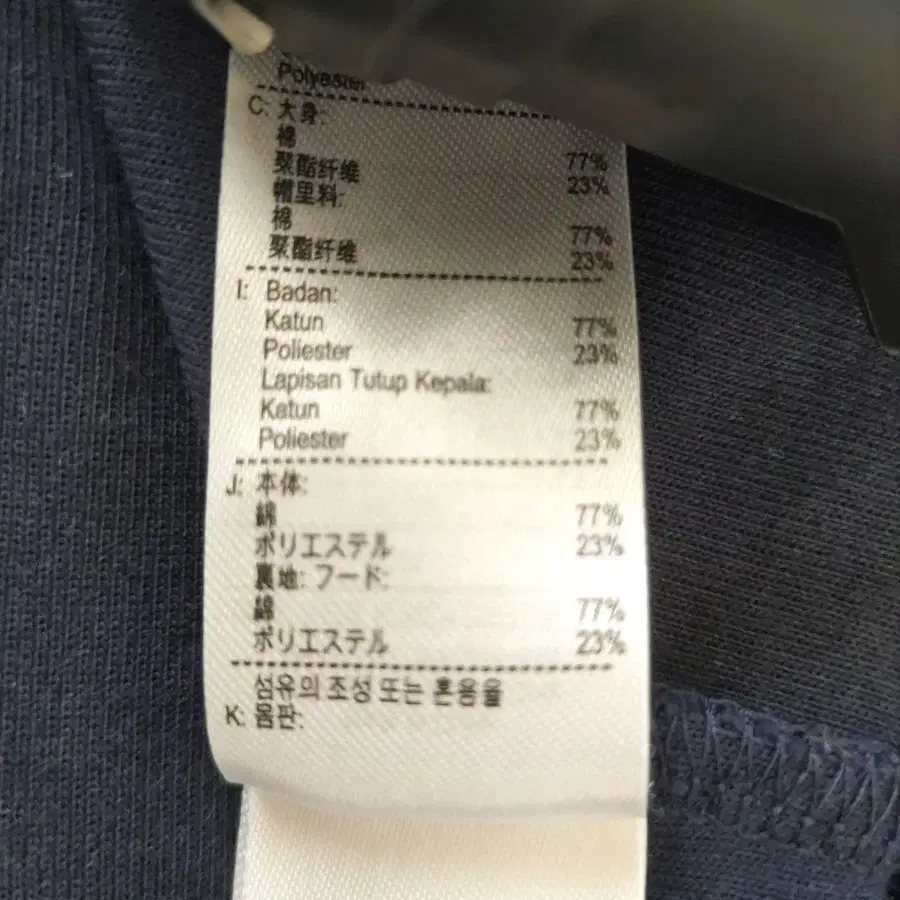 Polyester
C: 大身:
棉 77%
聚酯纤维 23%
帽里料:
棉 77%
聚酯纤维 23%
I: Badan:
Katun 77%
Poliester 23%
Lapisan Tutup Kepala:
Katun 77%
Poliester 23%
J: 本体:
綿 77%
ポリエステル 23%
裏地: フード:
綿 77%
ポリエステル 23%
섬유의 조성 또는 혼용율
K: 몸판: